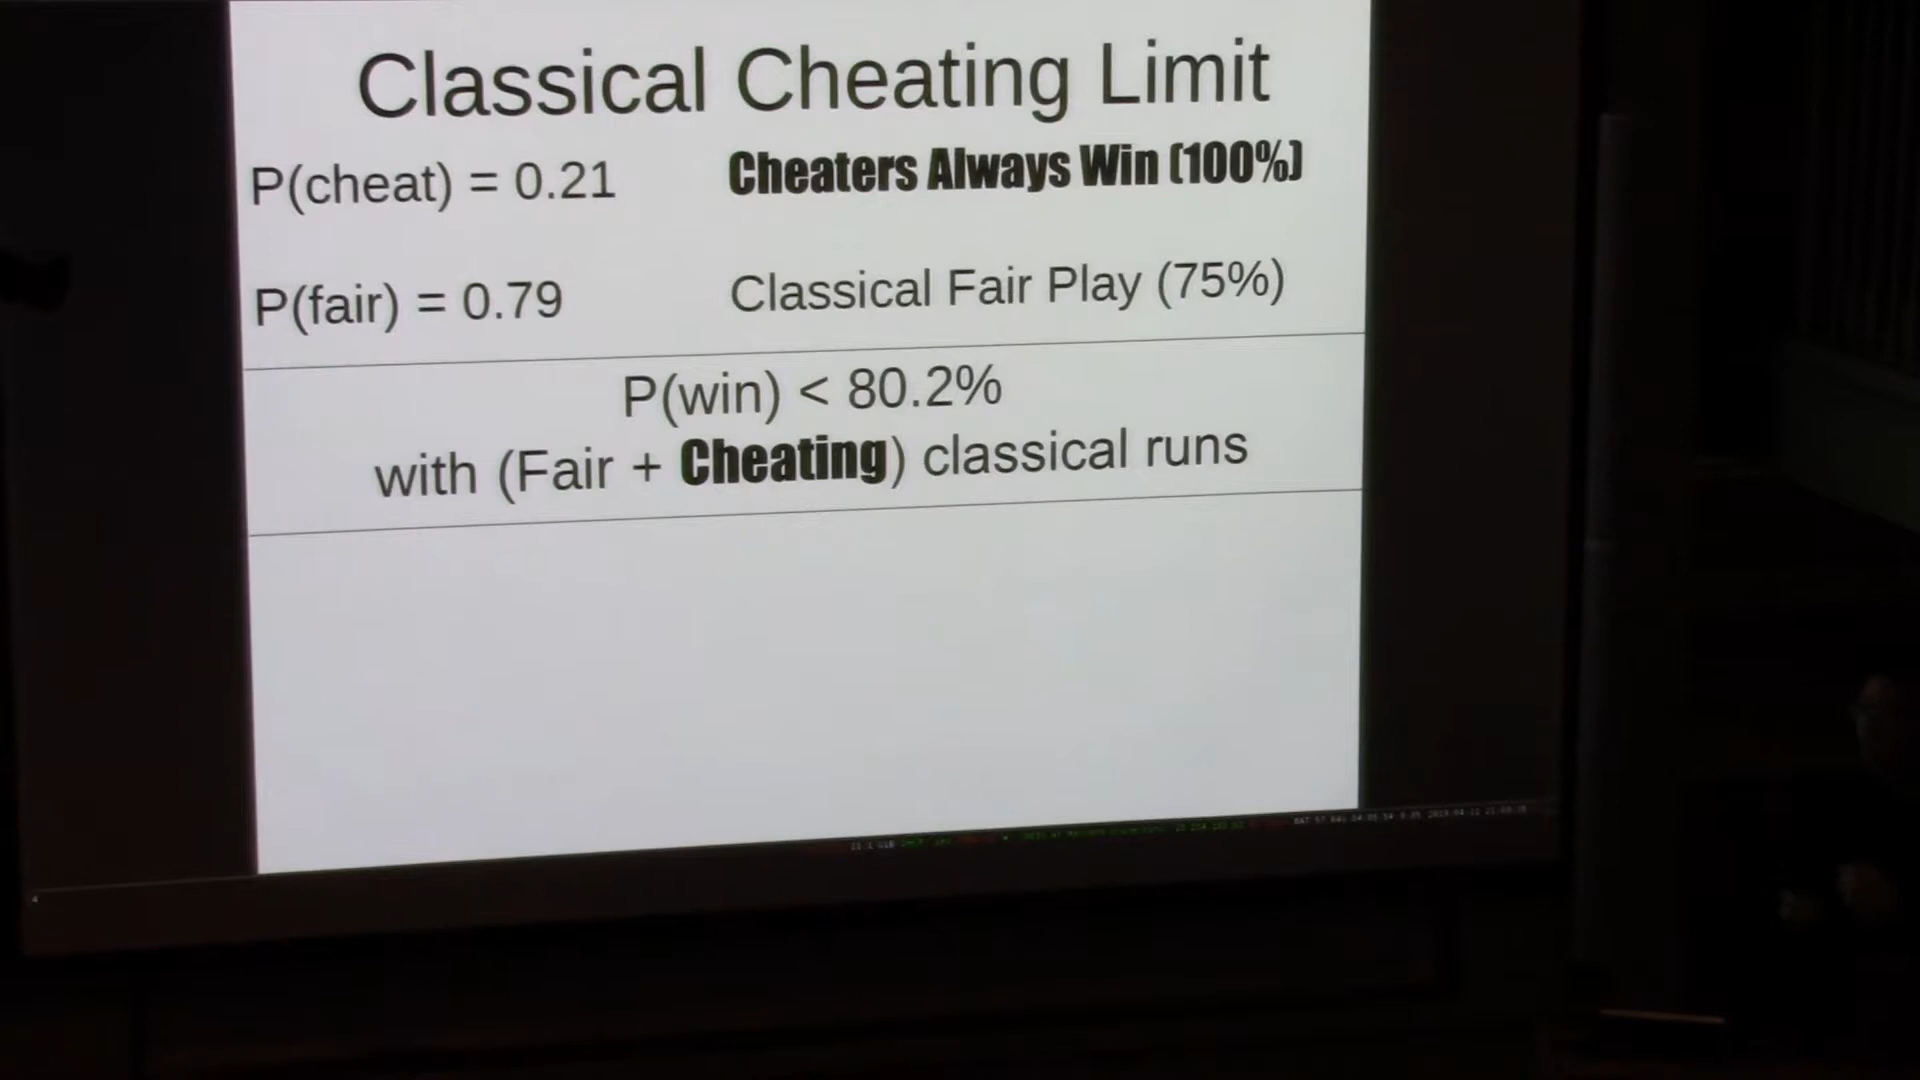 Classical Cheating Limit
P(cheat) = 0.21
Cheaters Always Win (100%)
P(fair) = 0.79
Classical Fair Play (75%)
P(win) < 80.2%
with (Fair + Cheating) classical runs